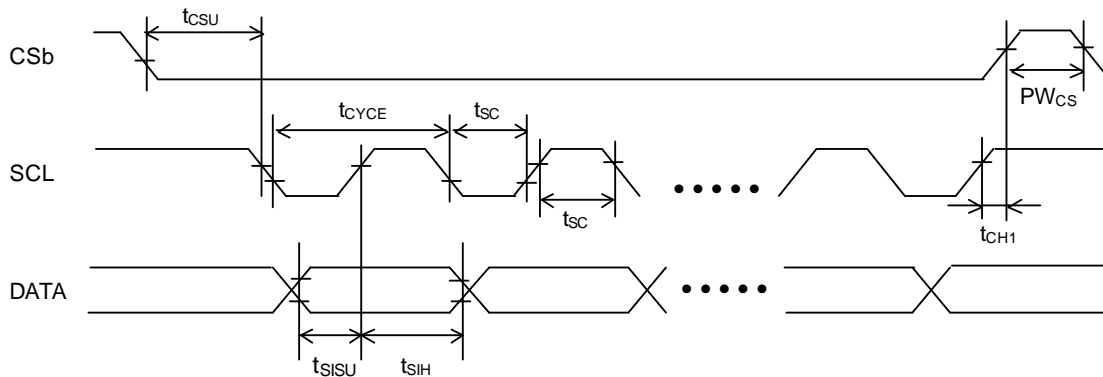 tCSU
CSb
PWCS
tCYCE
tSC
SCL
tSC
tCH1
DATA
tSISU
tSIH